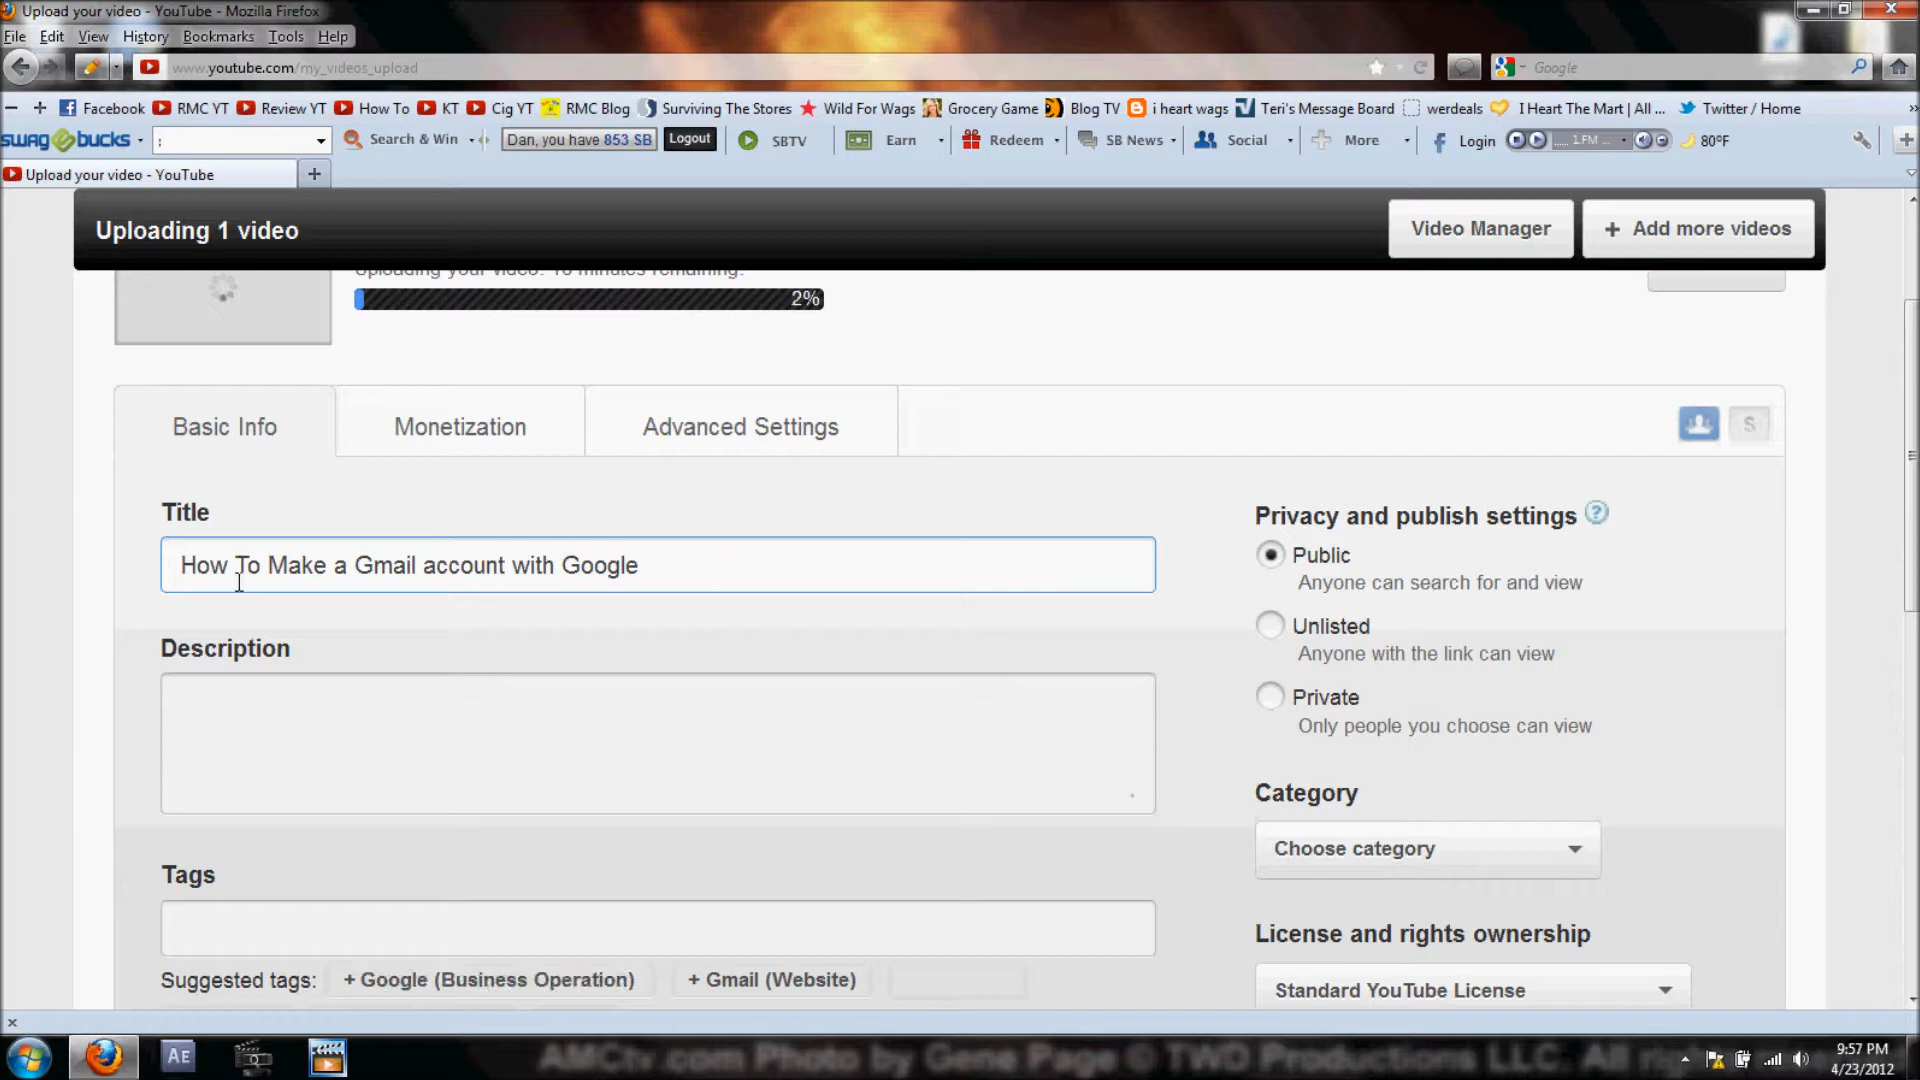 Upload your video - YouTube - Mozilla Firefox
File Edit View History Bookmarks Tools Help
www.youtube.com/my_videos_upload
Google
Facebook RMC YT Review YT How To KT Cig YT RMC Blog Surviving The Stores Wild For Wags Grocery Game Blog TV i heart wags Teri's Message Board werdeals I Heart The Mart | All ... Twitter / Home
swagbucks : Search & Win Dan, you have 853 SB Logout SBTV Earn Redeem SB News Social More Login 1.FM ... 80°F
Upload your video - YouTube
Uploading 1 video
Video Manager
+ Add more videos
Uploading your video. 10 minutes remaining.
2%
Basic Info
Monetization
Advanced Settings
S
Title
How To Make a Gmail account with Google
Description
Tags
Suggested tags: + Google (Business Operation) + Gmail (Website)
Privacy and publish settings ?
Public
Anyone can search for and view
Unlisted
Anyone with the link can view
Private
Only people you choose can view
Category
Choose category
License and rights ownership
Standard YouTube License
x
AE
AMCtv.com Photo by Gene Page © TWD Productions LLC. All
9:57 PM
4/23/2012